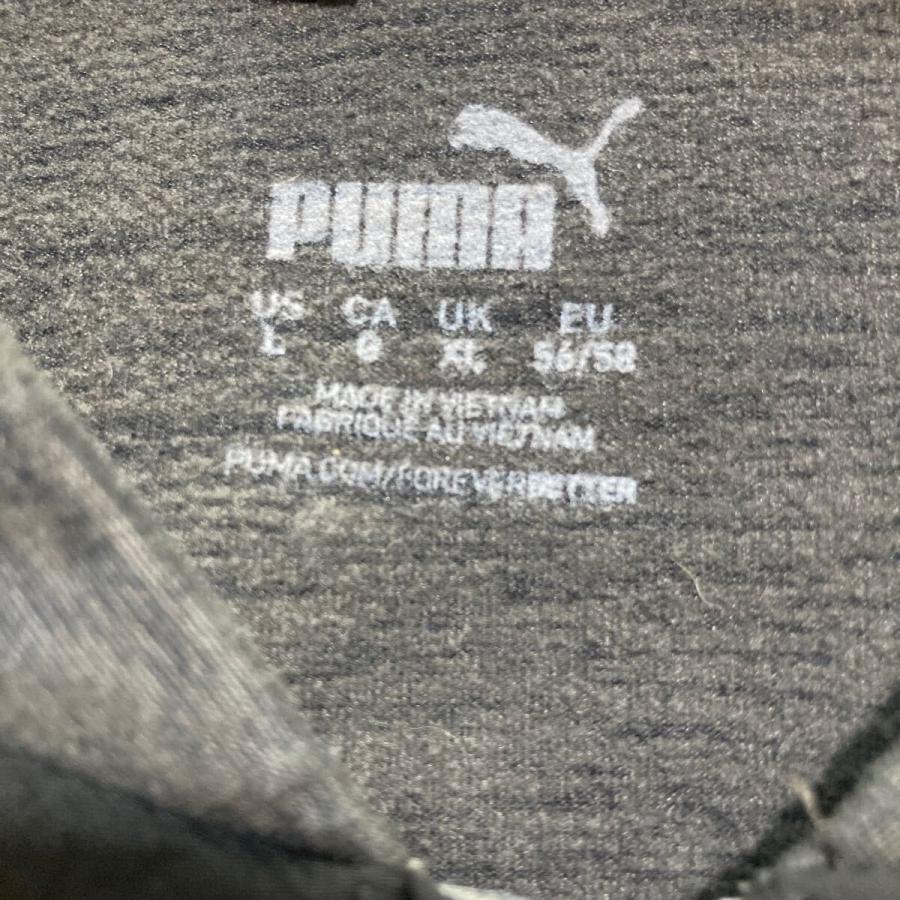 PUMA
US CA UK EU
L G XL 56/58
MADE IN VIETNAM
FABRIQUÉ AU VIETNAM
PUMA.COM/FOREVERBETTER